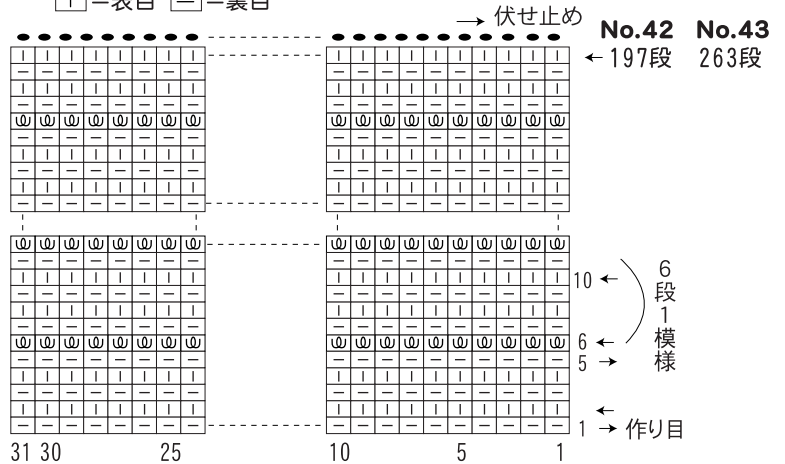 ｜=表目 －=裏目
→ 伏せ止め
No.42 No.43
←197段 263段
10 ←
6段1模様
6 ←
5 →
←
1 → 作り目
31 30 25 10 5 1